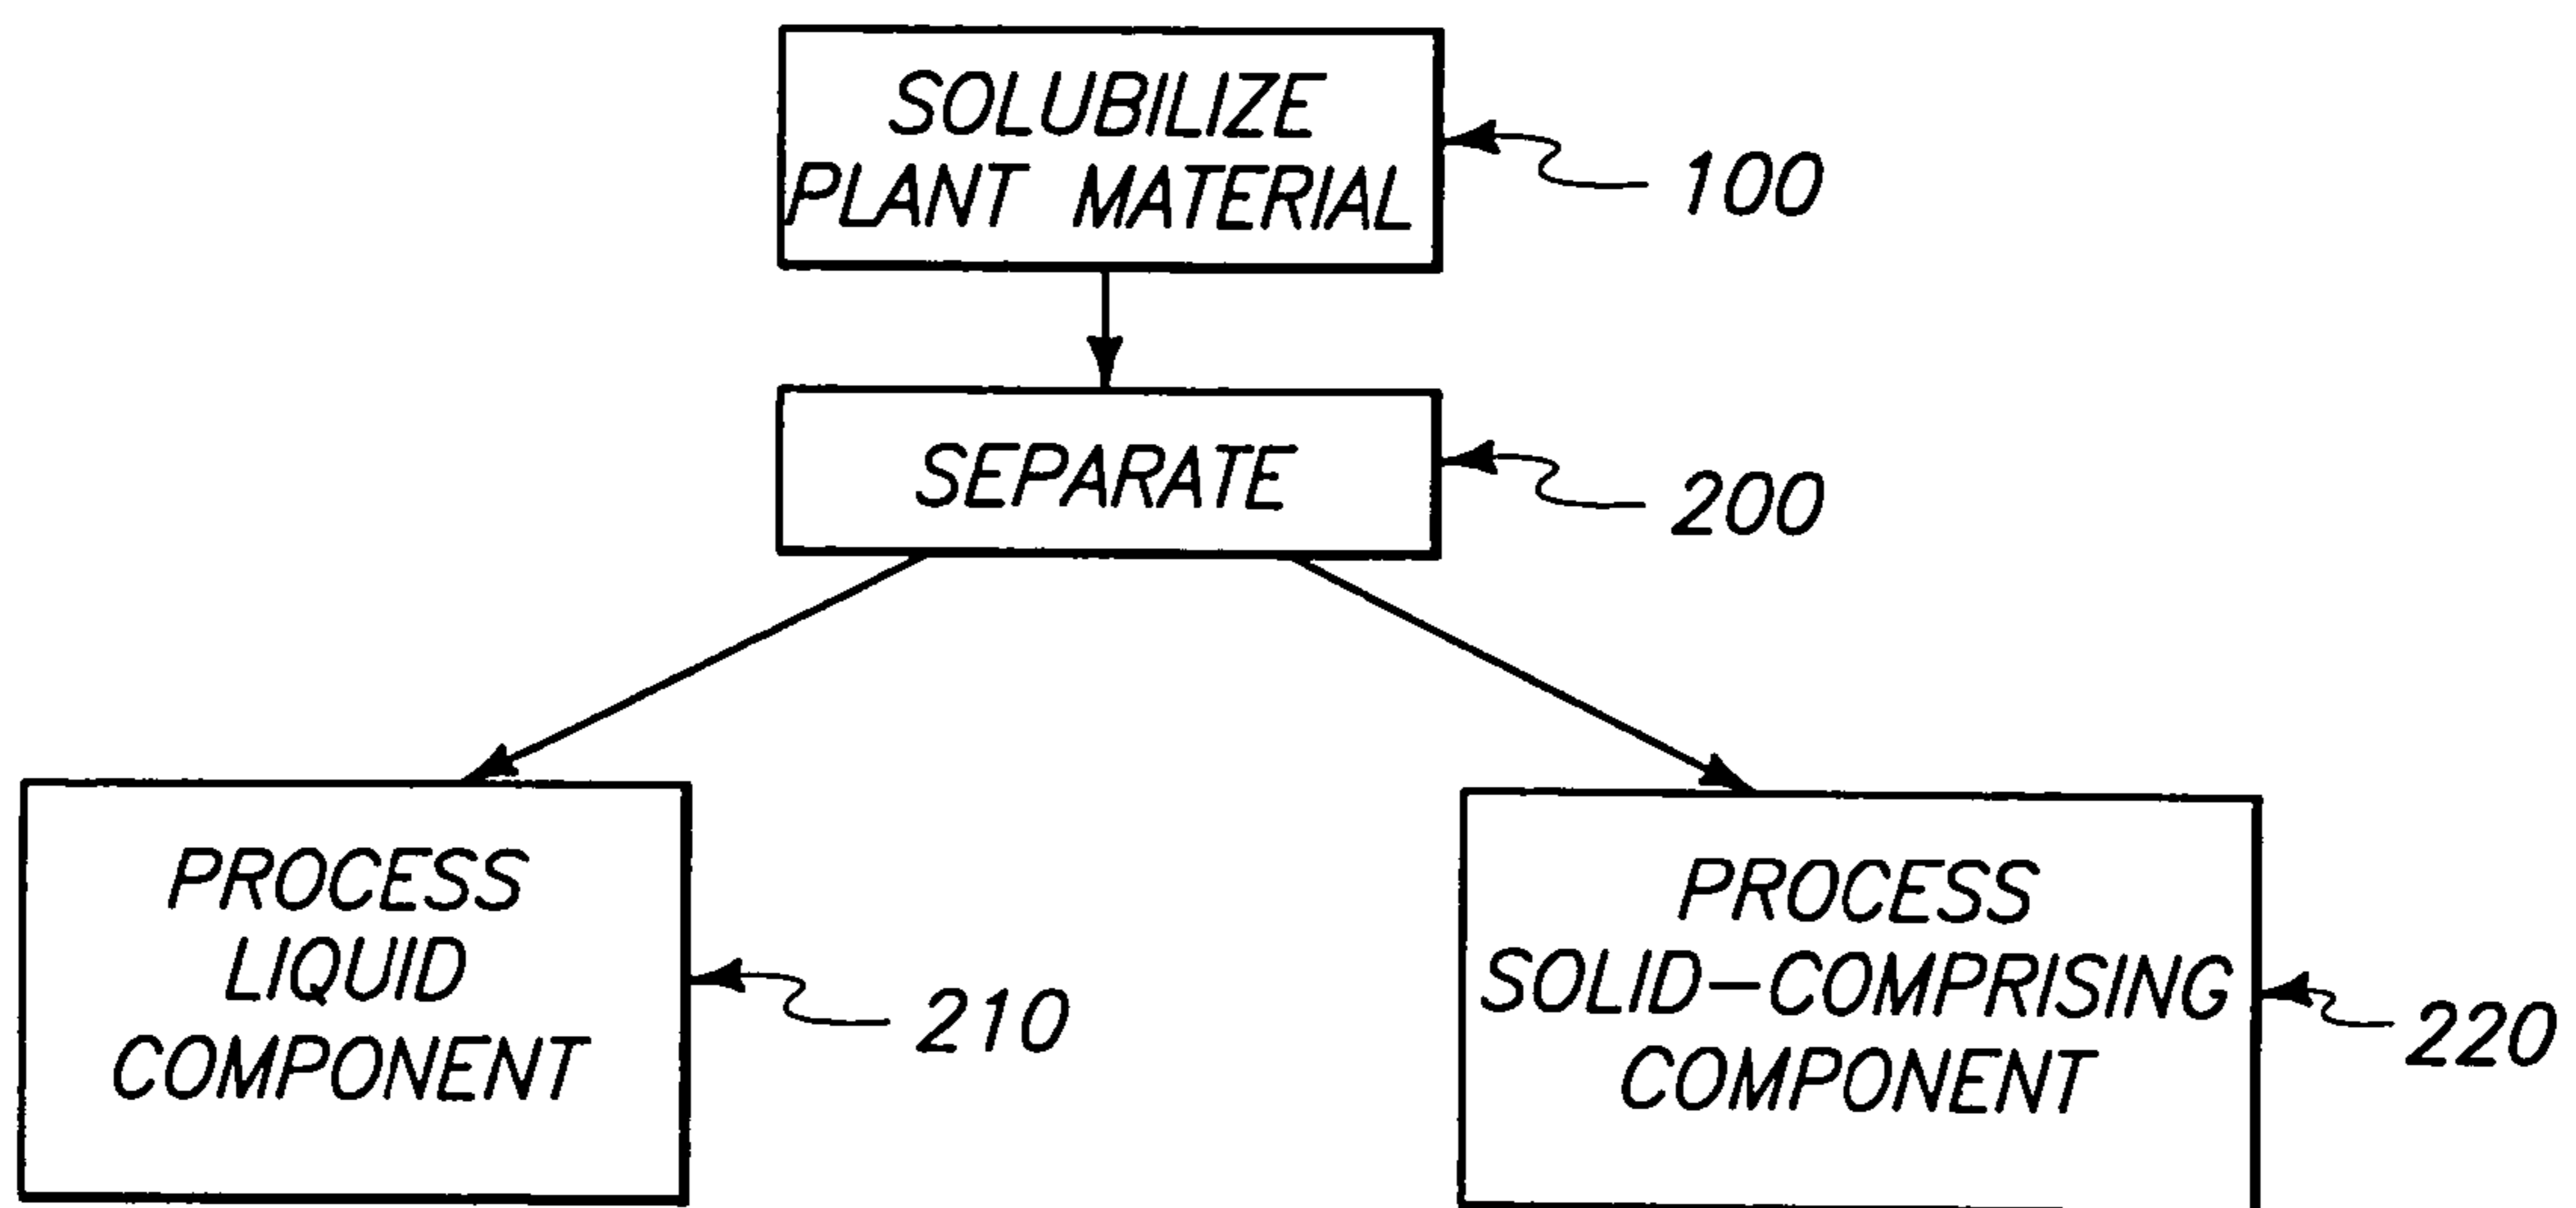 SOLUBILIZE
PLANT MATERIAL
100
SEPARATE
200
PROCESS
LIQUID
COMPONENT
210
PROCESS
SOLID-COMPRISING
COMPONENT
220